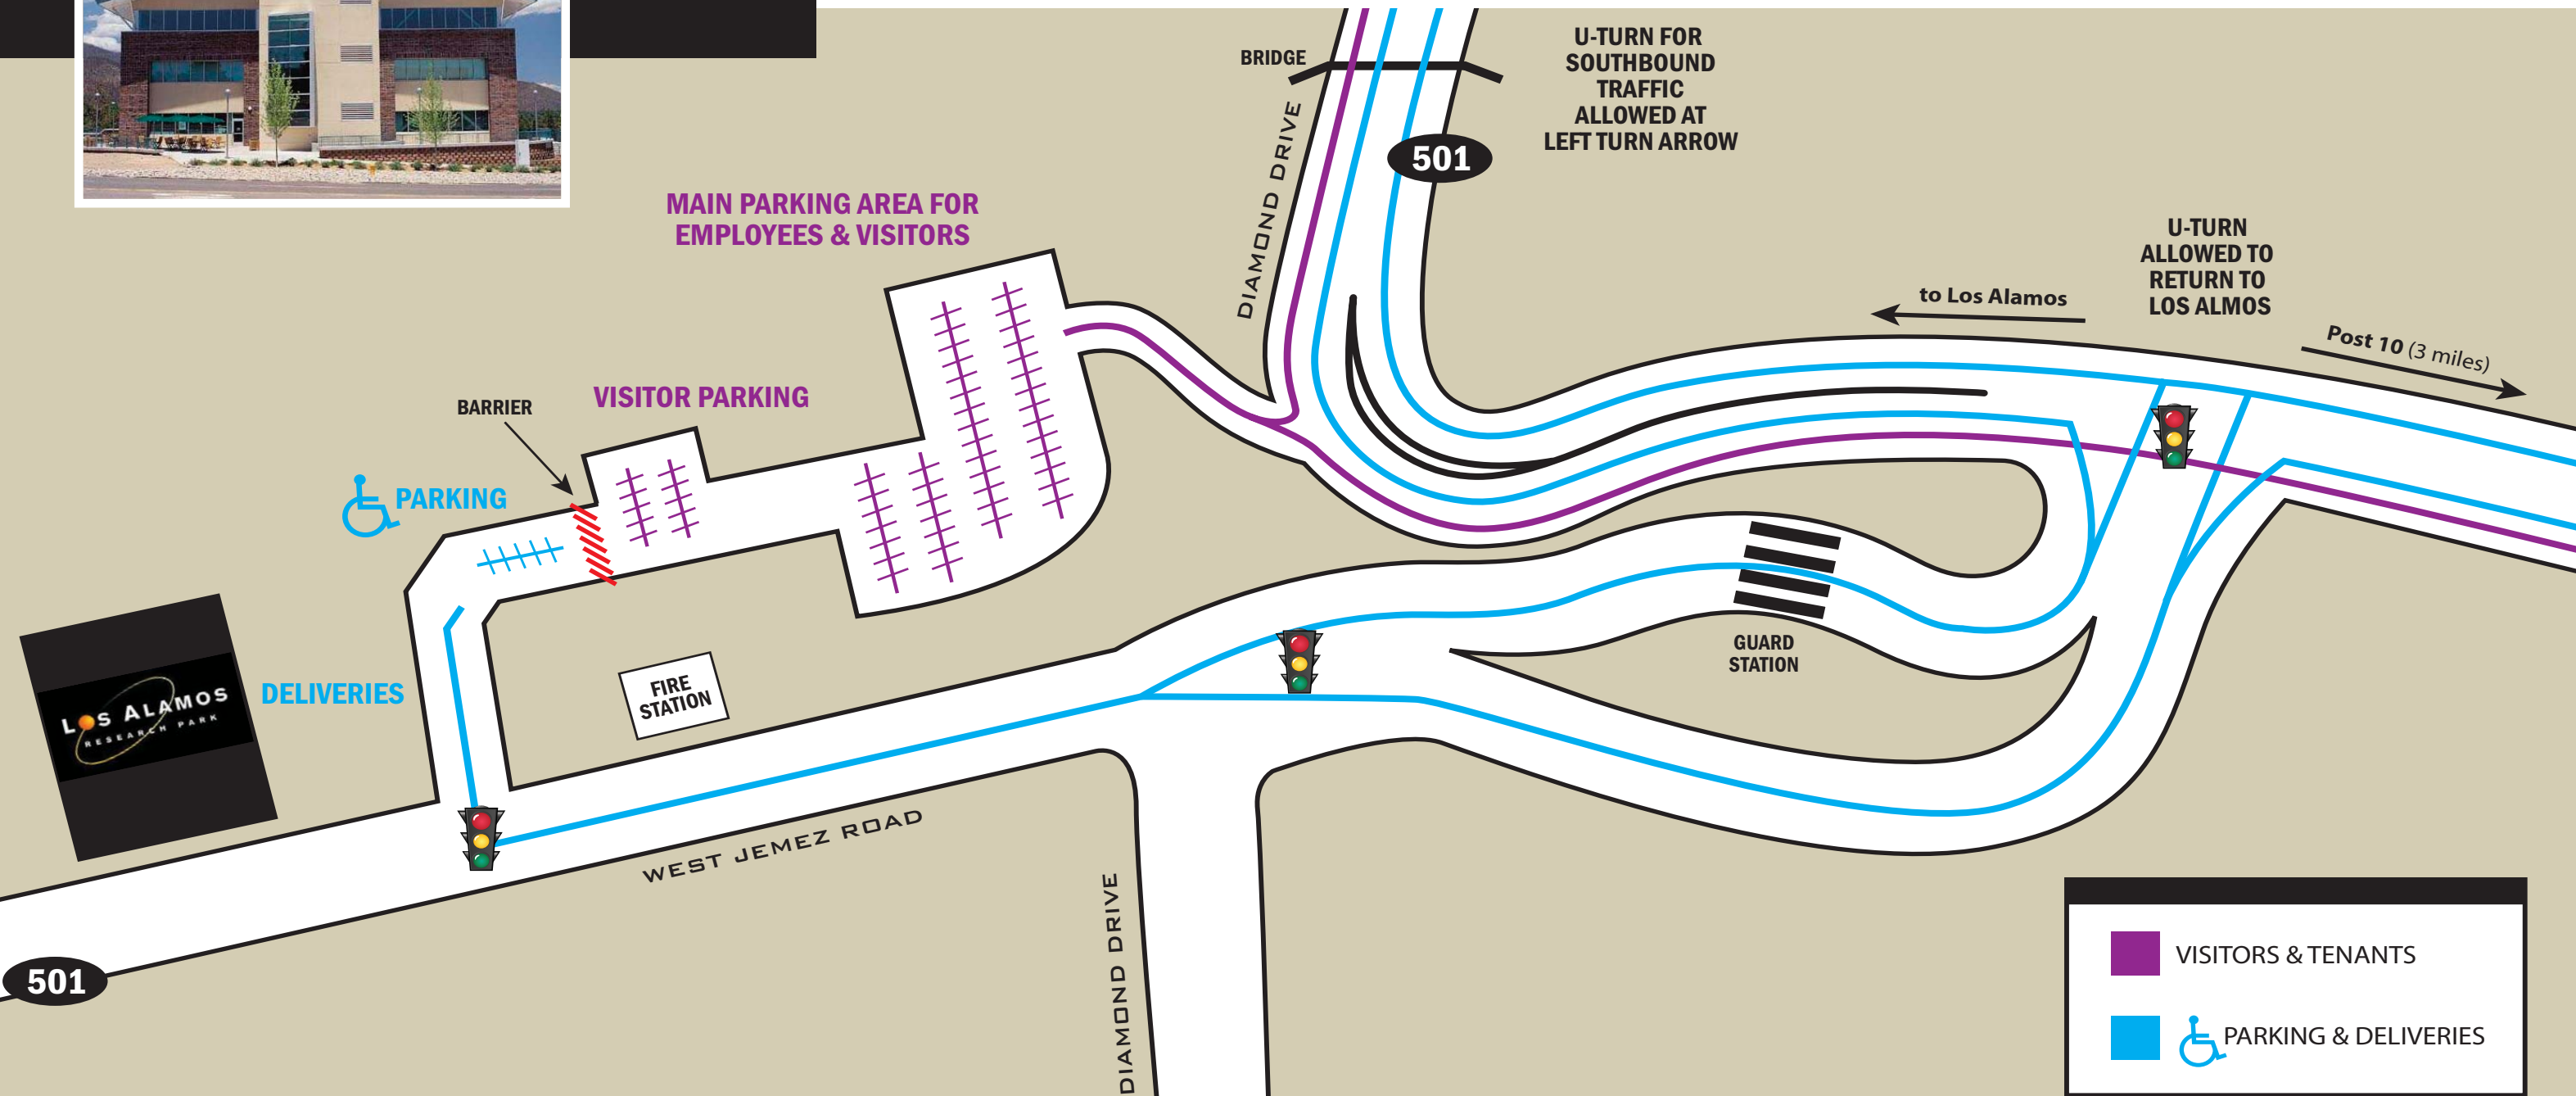 BRIDGE
U-TURN FOR
SOUTHBOUND
TRAFFIC
ALLOWED AT
LEFT TURN ARROW
DIAMOND DRIVE
501
MAIN PARKING AREA FOR
EMPLOYEES & VISITORS
U-TURN
ALLOWED TO
RETURN TO
LOS ALMOS
to Los Alamos
Post 10 (3 miles)
VISITOR PARKING
BARRIER
PARKING
DELIVERIES
LOS ALAMOS
RESEARCH PARK
FIRE
STATION
GUARD
STATION
WEST JEMEZ ROAD
DIAMOND DRIVE
501
VISITORS & TENANTS
PARKING & DELIVERIES